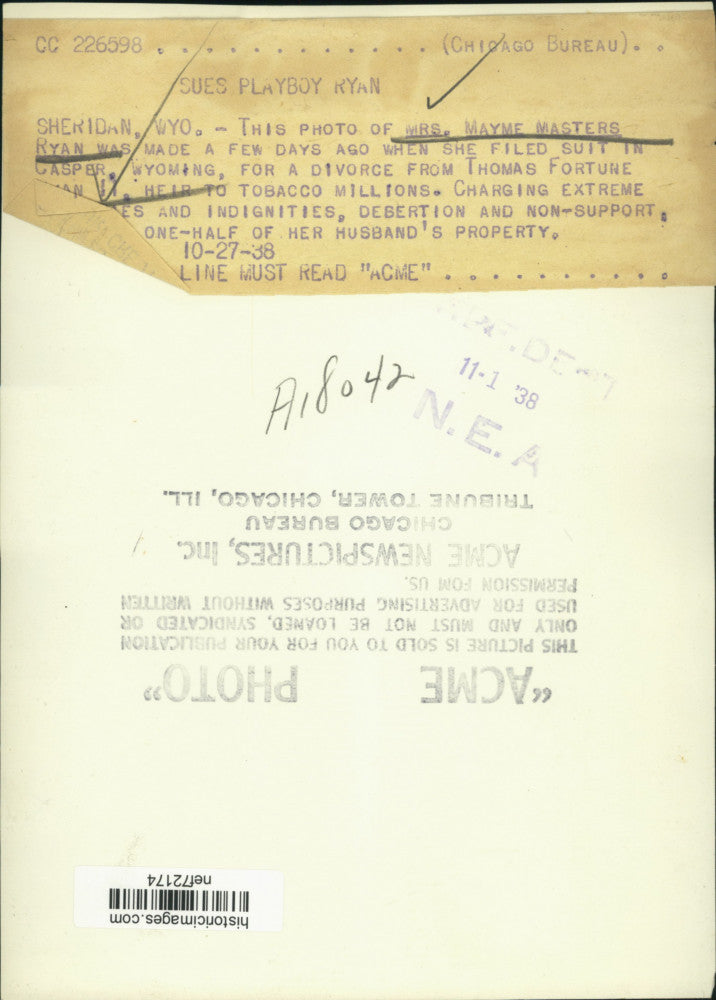 CC 226598 . . . . . . . . . . . . (CHICAGO BUREAU). .
SUES PLAYBOY RYAN
SHERIDAN, WYO. - THIS PHOTO OF MRS. MAYME MASTERS
RYAN WAS MADE A FEW DAYS AGO WHEN SHE FILED SUIT IN
CASPER, WYOMING, FOR A DIVORCE FROM THOMAS FORTUNE
AN II, HEIR TO TOBACCO MILLIONS. CHARGING EXTREME
ES AND INDIGNITIES, DEBERTION AND NON-SUPPORT,
ONE-HALF OF HER HUSBAND'S PROPERTY.
10-27-38
LINE MUST READ "ACME" . . . . . . . . . . .
11-1 '38
N.E.A
A18042
"ACME PHOTO"
THIS PICTURE IS SOLD TO YOU FOR YOUR PUBLICATION
ONLY AND MUST NOT BE LOANED, SYNDICATED, OR
USED FOR ADVERTISING PURPOSES WITHOUT WRITTEN
PERMISSION FOM US.
ACME NEWSPICTURES, Inc.
CHICAGO BUREAU
TRIBUNE TOWER, CHICAGO, ILL.
historicimages.com
nef72174